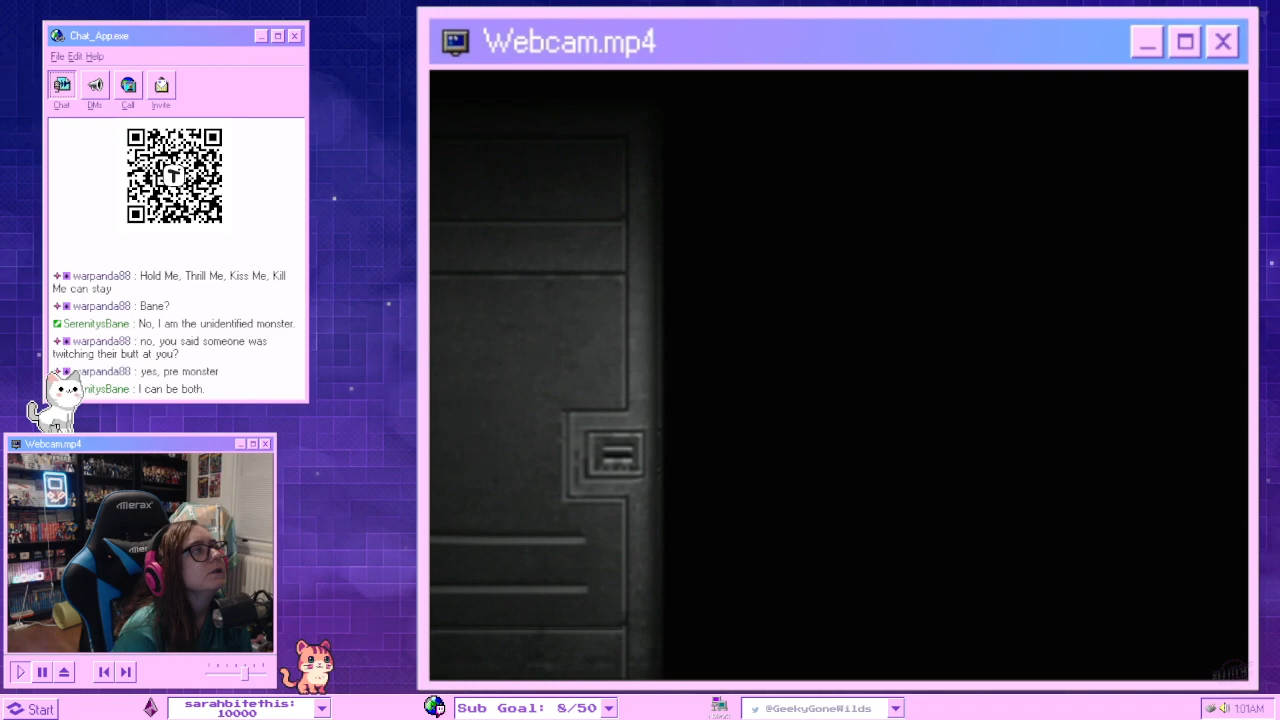 Chat_App.exe
File Edit Help
Chat DMs Call Invite
T
warpanda88 : Hold Me, Thrill Me, Kiss Me, Kill
Me can stay
warpanda88 : Bane?
SerenitysBane : No, I am the unidentified monster.
warpanda88 : no, you said someone was
twitching their butt at you?
warpanda88 : yes, pre monster
nitysBane : I can be both.
Webcam.mp4
merax
merax
Webcam.mp4
Start
sarahbitethis:
10000
Sub Goal: 8/50
@GeekyGoneWilds
1:01AM